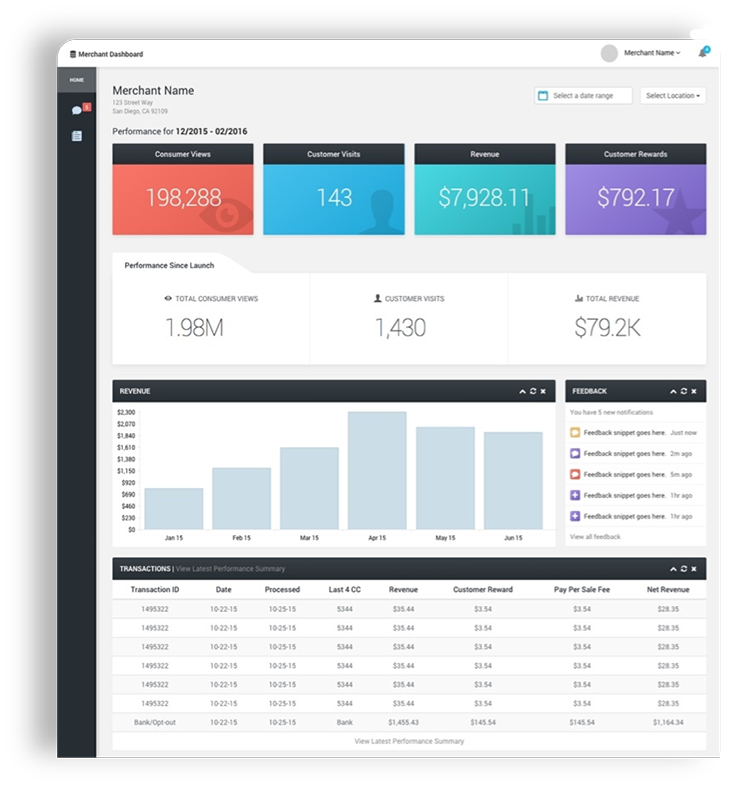 Merchant Dashboard
Merchant Name
HOME
5
Merchant Name
123 Street Way
San Diego, CA 92109
Select a date range
Select Location
Performance for 12/2015 - 02/2016
Consumer Views
Customer Visits
Revenue
Customer Rewards
198,288
143
$7,928.11
$792.17
Performance Since Launch
TOTAL CONSUMER VIEWS
CUSTOMER VISITS
TOTAL REVENUE
1.98M
1,430
$79.2K
REVENUE
$2,300
$2,070
$1,840
$1,610
$1,380
$1,150
$920
$690
$460
$230
$0
Jan 15
Feb 15
Mar 15
Apr 15
May 15
Jun 15
FEEDBACK
You have 5 new notifications
Feedback snippet goes here. Just now
Feedback snippet goes here. 2m ago
Feedback snippet goes here. 5m ago
Feedback snippet goes here. 1hr ago
Feedback snippet goes here. 1hr ago
View all feedback
TRANSACTIONS | View Latest Performance Summary
Transaction ID Date Processed Last 4 CC Revenue Customer Reward Pay Per Sale Fee Net Revenue
1495322 10-22-15 10-25-15 5344 $35.44 $3.54 $3.54 $28.35
1495322 10-22-15 10-25-15 5344 $35.44 $3.54 $3.54 $28.35
1495322 10-22-15 10-25-15 5344 $35.44 $3.54 $3.54 $28.35
1495322 10-22-15 10-25-15 5344 $35.44 $3.54 $3.54 $28.35
1495322 10-22-15 10-25-15 5344 $35.44 $3.54 $3.54 $28.35
1495322 10-22-15 10-25-15 5344 $35.44 $3.54 $3.54 $28.35
Bank/Opt-out 10-22-15 10-25-15 Bank $1,455.43 $145.54 $145.54 $1,164.34
View Latest Performance Summary